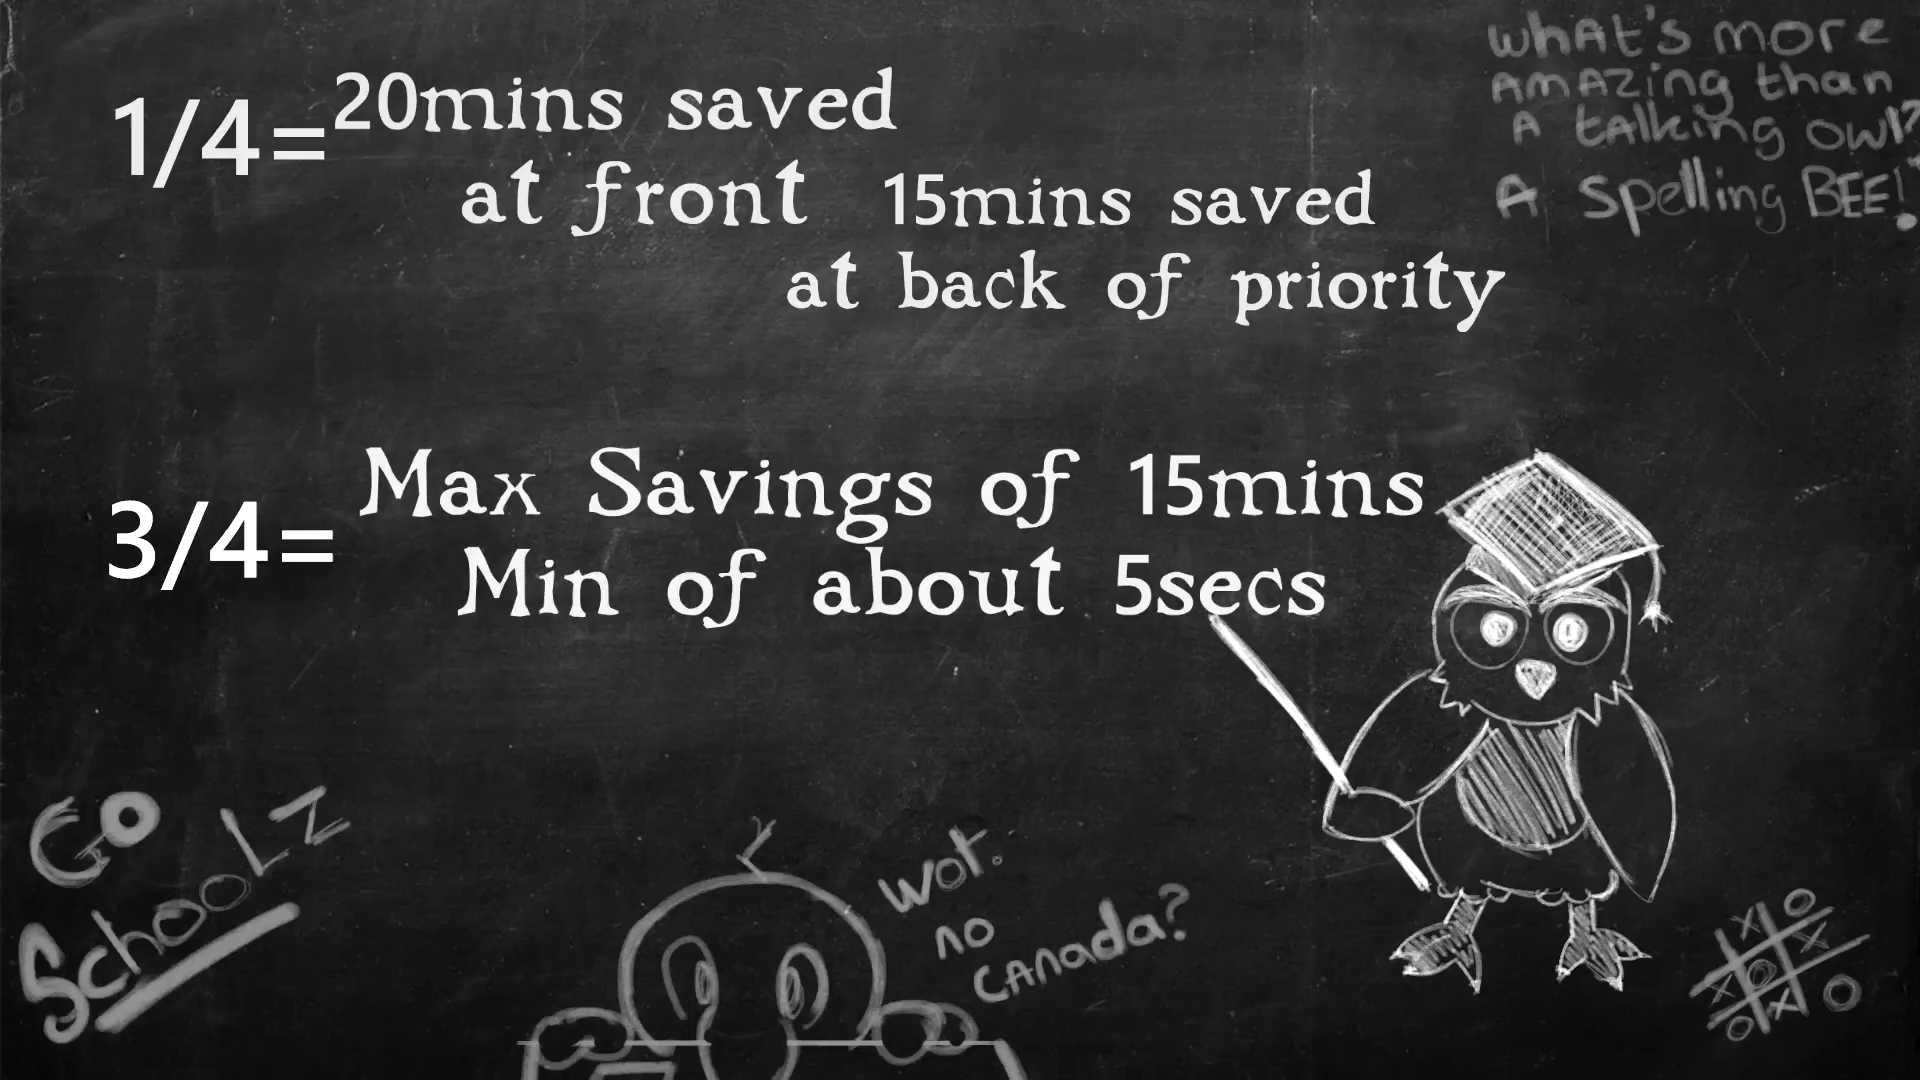 1/4=
20mins saved
at front
15mins saved
at back of priority
3/4=
Max Savings of 15mins
Min of about 5secs
whAt's more
AmAzing than
A tAlking owl?
A spelling BEE!
GO
SchooLZ
wot.
no
CAnada?